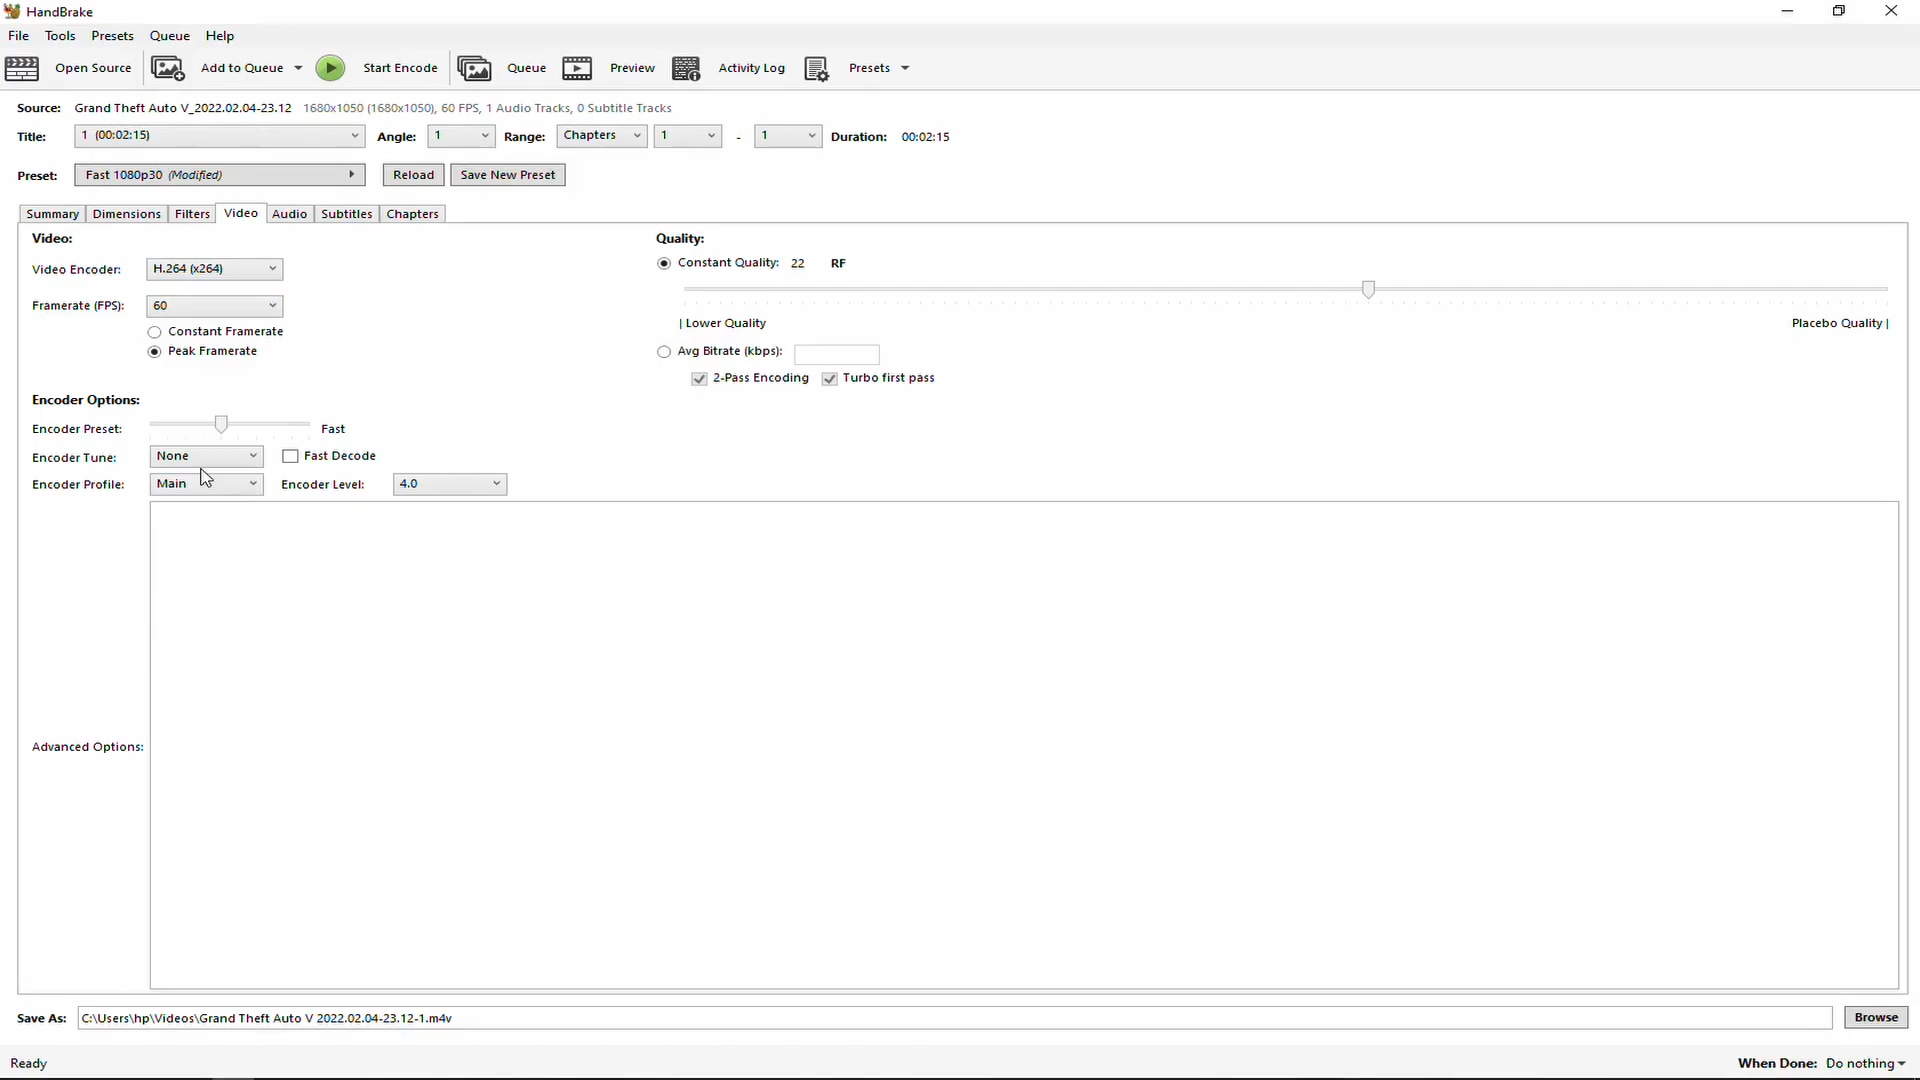 HandBrake
File Tools Presets Queue Help
Open Source Add to Queue Start Encode Queue Preview Activity Log Presets
Source: Grand Theft Auto V_2022.02.04-23.12 1680x1050 (1680x1050), 60 FPS, 1 Audio Tracks, 0 Subtitle Tracks
Title: 1 (00:02:15) Angle: 1 Range: Chapters 1 - 1 Duration: 00:02:15
Preset: Fast 1080p30 (Modified) Reload Save New Preset
Summary Dimensions Filters Video Audio Subtitles Chapters
Video: Quality:
Video Encoder: H.264 (x264) Constant Quality: 22 RF
Framerate (FPS): 60
Constant Framerate | Lower Quality Placebo Quality |
Peak Framerate Avg Bitrate (kbps):
2-Pass Encoding Turbo first pass
Encoder Options:
Encoder Preset: Fast
Encoder Tune: None Fast Decode
Encoder Profile: Main Encoder Level: 4.0
Advanced Options:
Save As: C:\Users\hp\Videos\Grand Theft Auto V 2022.02.04-23.12-1.m4v Browse
Ready When Done: Do nothing